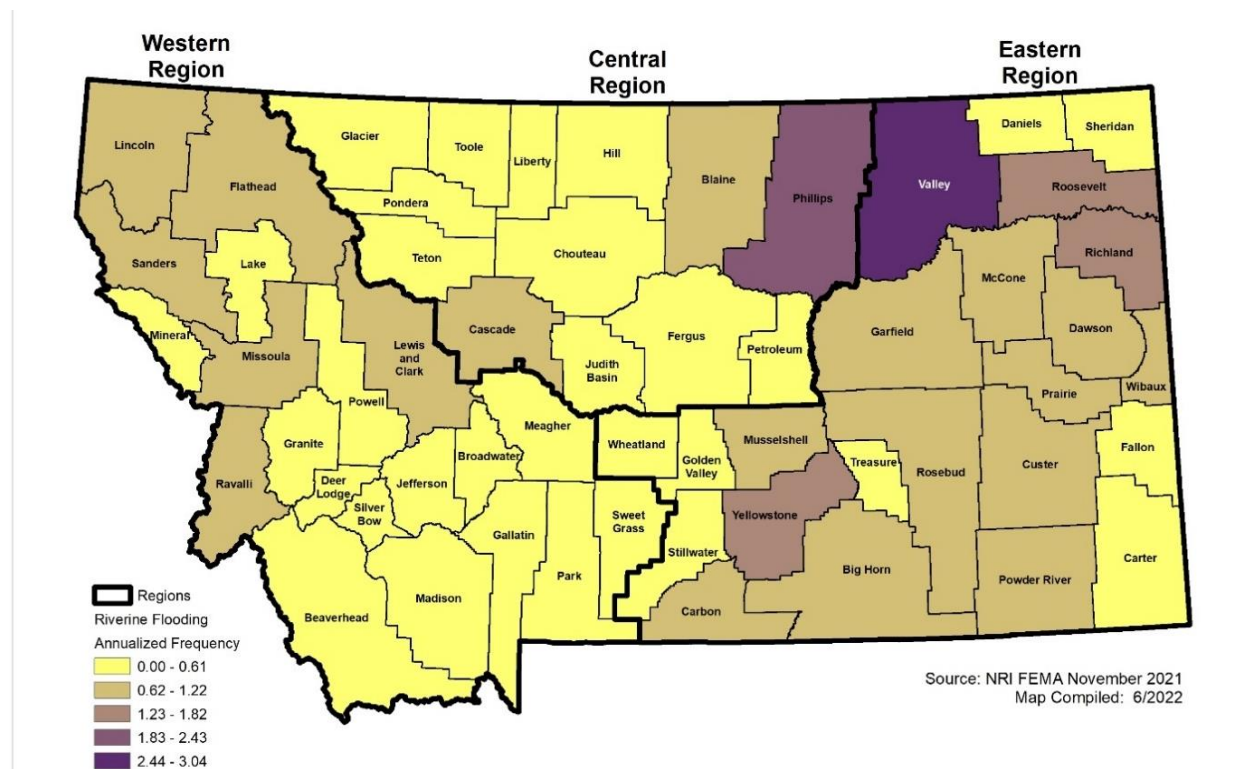 Western
Region
Central
Region
Eastern
Region
Lincoln
Flathead
Glacier
Toole
Liberty
Hill
Blaine
Phillips
Valley
Daniels
Sheridan
Roosevelt
Pondera
Sanders
Lake
Teton
Chouteau
Richland
McCone
Mineral
Missoula
Lewis
and
Clark
Cascade
Judith
Basin
Fergus
Petroleum
Garfield
Dawson
Prairie
Wibaux
Powell
Granite
Meagher
Wheatland
Golden
Valley
Musselshell
Treasure
Rosebud
Custer
Fallon
Ravalli
Deer
Lodge
Silver
Bow
Jefferson
Broadwater
Gallatin
Park
Sweet
Grass
Stillwater
Yellowstone
Big Horn
Powder River
Carter
Beaverhead
Madison
Carbon
Regions
Riverine Flooding
Annualized Frequency
0.00 - 0.61
0.62 - 1.22
1.23 - 1.82
1.83 - 2.43
2.44 - 3.04
Source: NRI FEMA November 2021
Map Compiled: 6/2022